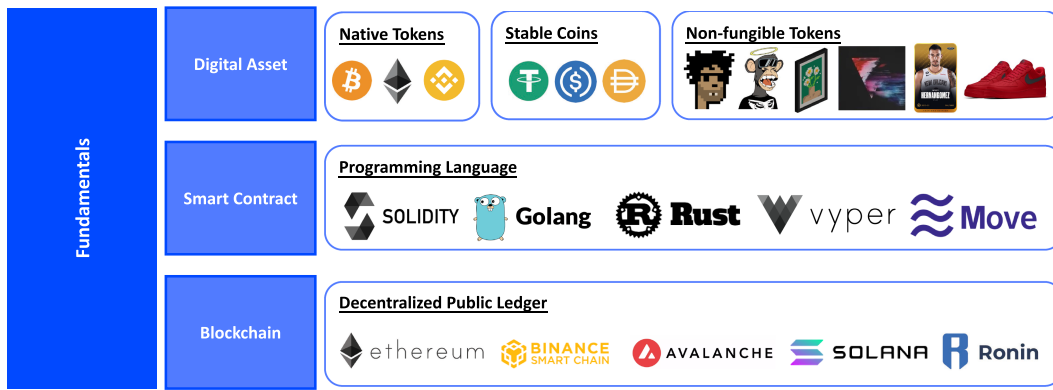 Fundamentals
Digital Asset
Native Tokens
Stable Coins
Non-fungible Tokens
HERNANGOMEZ
Smart Contract
Programming Language
SOLIDITY
Golang
R Rust
vyper
Move
Blockchain
Decentralized Public Ledger
ethereum
BINANCE
SMART CHAIN
AVALANCHE
SOLANA
Ronin